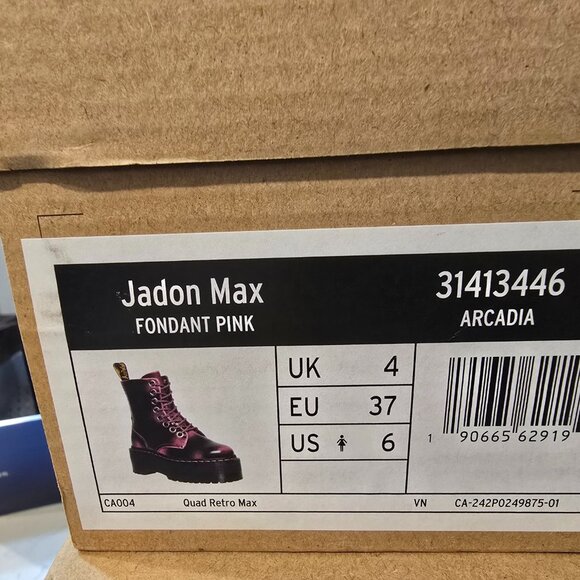 Jadon Max 31413446
FONDANT PINK ARCADIA
UK 4
EU 37
US 6
1 90665 62919
CA004 Quad Retro Max VN CA-242P0249875-01